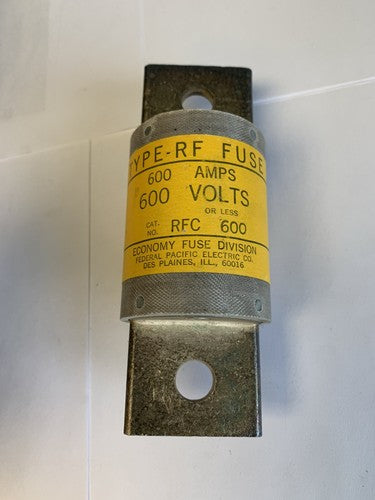 TYPE-RF FUSE
600 AMPS
600 VOLTS
OR LESS
CAT. NO. RFC 600
ECONOMY FUSE DIVISION
FEDERAL PACIFIC ELECTRIC CO.
DES PLAINES, ILL., 60016